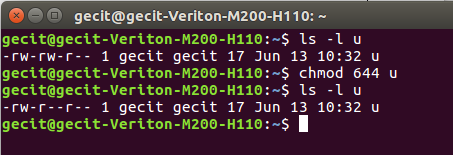 gecit@gecit-Veriton-M200-H110: ~
gecit@gecit-Veriton-M200-H110:~$ ls -l u
-rw-rw-r-- 1 gecit gecit 17 Jun 13 10:32 u
gecit@gecit-Veriton-M200-H110:~$ chmod 644 u
gecit@gecit-Veriton-M200-H110:~$ ls -l u
-rw-r--r-- 1 gecit gecit 17 Jun 13 10:32 u
gecit@gecit-Veriton-M200-H110:~$